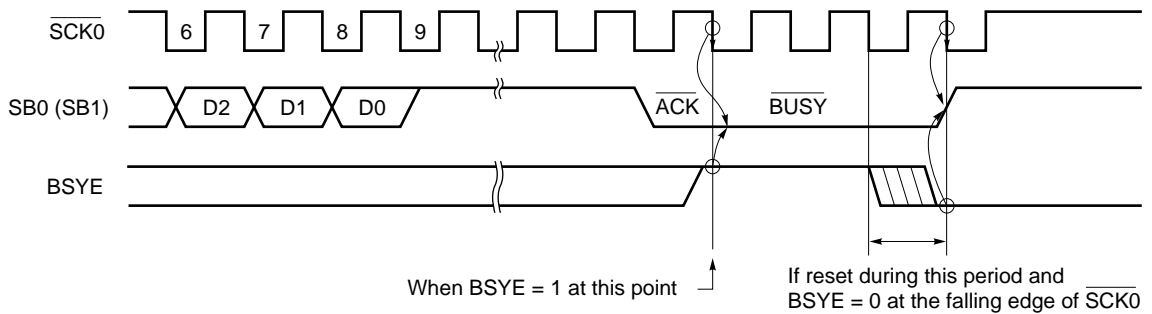 SCK0
6 7 8 9
SB0 (SB1)
D2 D1 D0 ACK BUSY
BSYE
When BSYE = 1 at this point
If reset during this period and
BSYE = 0 at the falling edge of SCK0